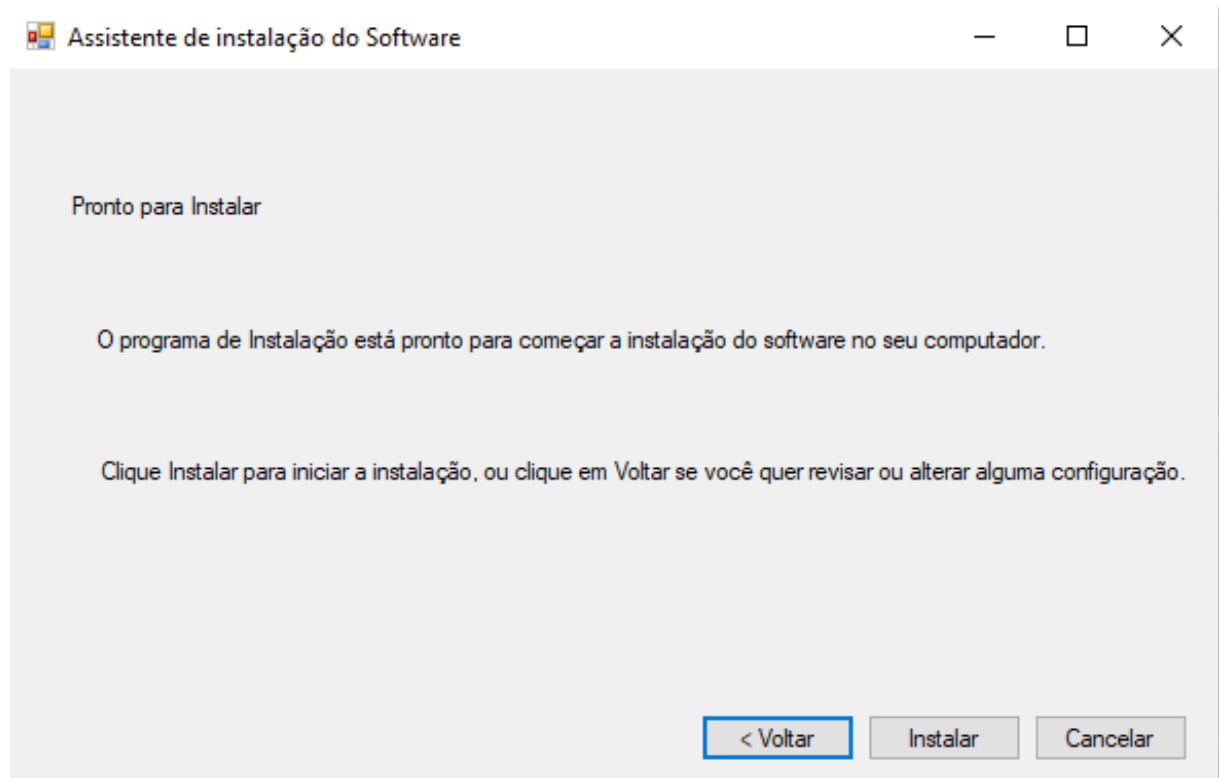 Assistente de instalação do Software
Pronto para Instalar
O programa de Instalação está pronto para começar a instalação do software no seu computador.
Clique Instalar para iniciar a instalação, ou clique em Voltar se você quer revisar ou alterar alguma configuração.
< Voltar Instalar Cancelar